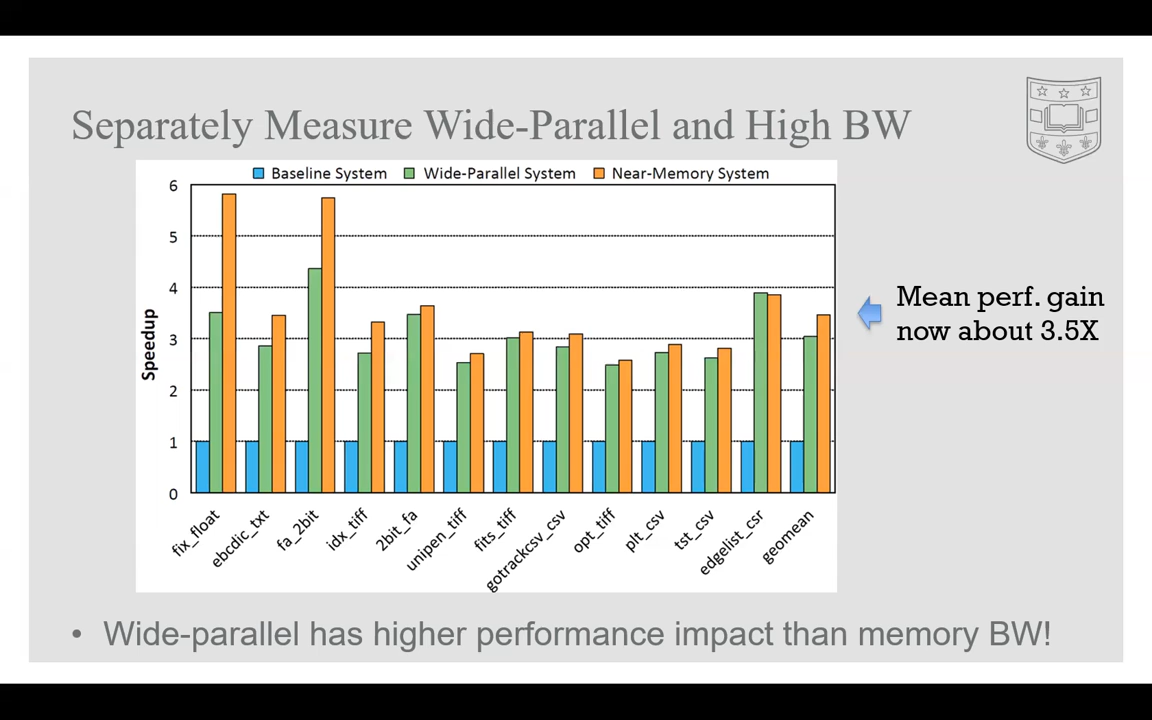 Separately Measure Wide-Parallel and High BW
Baseline System Wide-Parallel System Near-Memory System
6
5
4
3
2
1
0
Speedup
fix_float
ebcdic_txt
fa_2bit
idx_tiff
2bit_fa
unipen_tiff
fits_tiff
gotrackcsv_csv
opt_tiff
plt_csv
tst_csv
edgelist_csr
geomean
Mean perf. gain
now about 3.5X
• Wide-parallel has higher performance impact than memory BW!